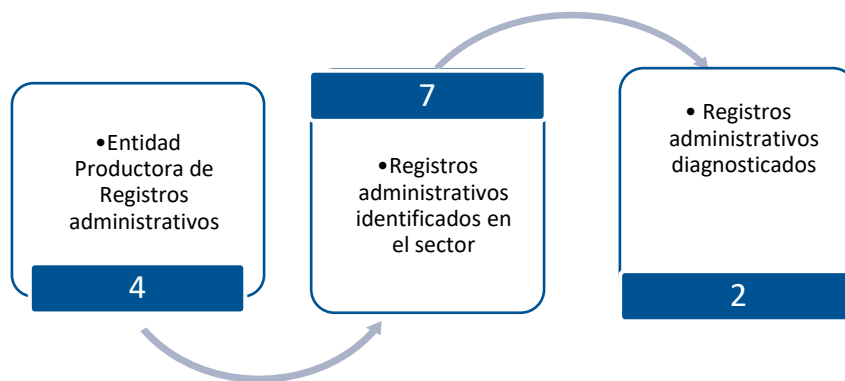 •Entidad
Productora de
Registros
administrativos
4
7
•Registros
administrativos
identificados en
el sector
• Registros
administrativos
diagnosticados
2